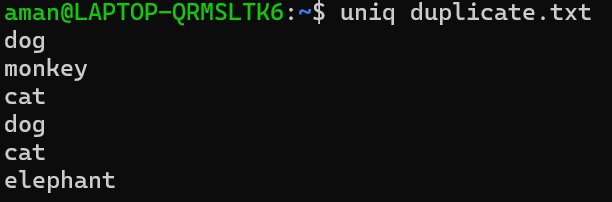 aman@LAPTOP-QRMSLTK6:~$ uniq duplicate.txt
dog
monkey
cat
dog
cat
elephant